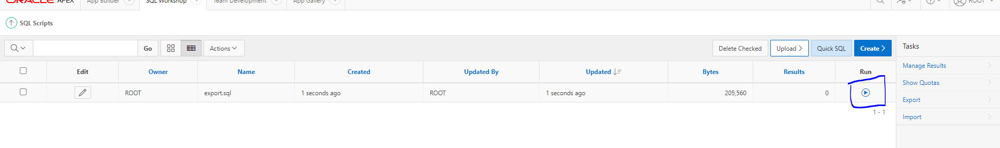 ORACLE APEX App Builder SQL Workshop Team Development App Gallery ROOT
SQL Scripts
Go Actions Delete Checked Upload Quick SQL Create Tasks
Edit Owner Name Created Updated By Updated Bytes Results Run Manage Results
Show Quotas
ROOT export.sql 1 seconds ago ROOT 1 seconds ago 205,560 0
Export
1 - 1
Import